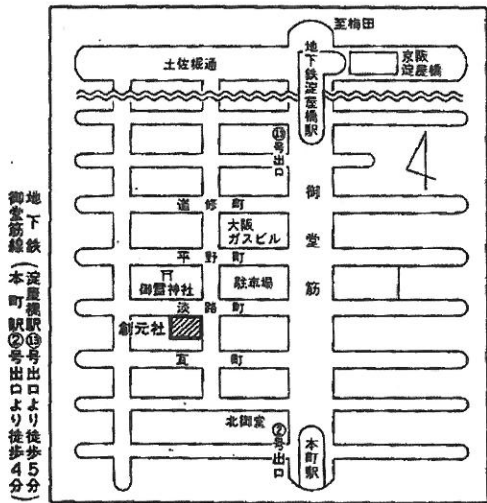 至梅田
土佐堀通
地下鉄淀屋橋駅
京阪
淀屋橋
⑬号出口
御堂筋
道修町
大阪
ガスビル
平野町
御霊神社
駐車場
淡路町
創元社
瓦町
北御堂
②号出口
本町駅
地下鉄 淀屋橋駅⑬号出口より徒歩5分
御堂筋線(本町駅②号出口より徒歩4分